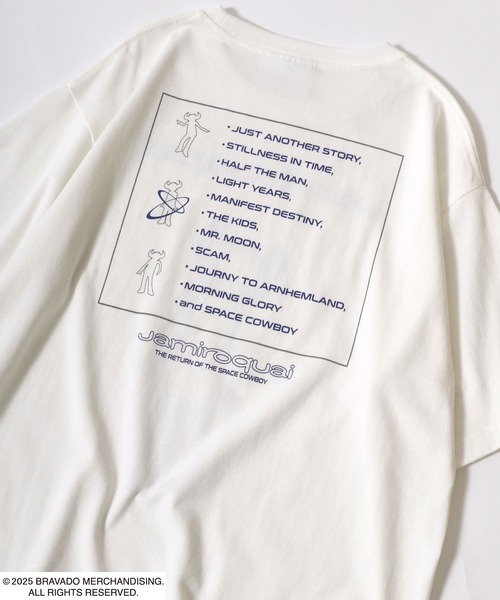 • JUST ANOTHER STORY,
• STILLNESS IN TIME,
• HALF THE MAN,
• LIGHT YEARS,
• MANIFEST DESTINY,
• THE KIDS,
• MR. MOON,
• SCAM,
• JOURNY TO ARNHEMLAND,
• MORNING GLORY
• and SPACE COWBOY
Jamiroquai
THE RETURN OF THE SPACE COWBOY
©2025 BRAVADO MERCHANDISING.
ALL RIGHTS RESERVED.